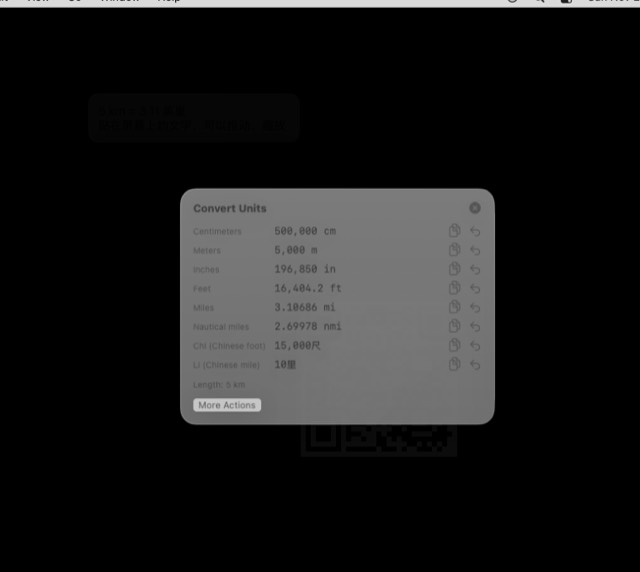 Window Help
Convert Units
Centimeters 500,000 cm
Meters 5,000 m
Inches 196,850 in
Feet 16,404.2 ft
Miles 3.10686 mi
Nautical miles 2.69978 nmi
Chi (Chinese foot) 15,000尺
Li (Chinese mile) 10里
Length: 5 km
More Actions